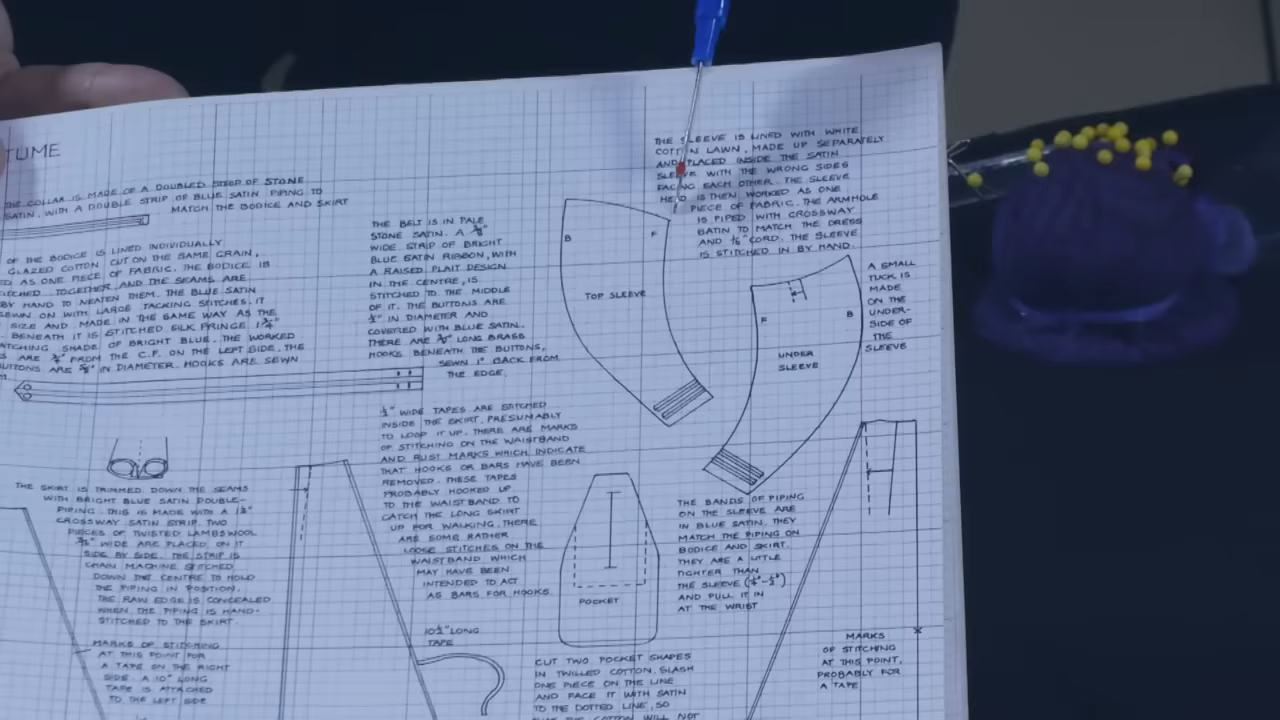 TUME
THE COLLAR IS MADE OF A DOUBLED STRIP OF STONE
SATIN, WITH A DOUBLE STRIP OF BLUE SATIN PIPING TO
MATCH THE BODICE AND SKIRT
OF THE BODICE IS LINED INDIVIDUALLY
GLAZED COTTON, CUT ON THE SAME GRAIN,
AS ONE PIECE OF FABRIC. THE BODICE IS
TOGETHER, AND THE SEAMS ARE
BY HAND TO NEATEN THEM. THE BLUE SATIN
SEWN ON WITH LARGE TACKING STITCHES. IT
SIZE AND MADE IN THE SAME WAY AS THE
BENEATH IT IS STITCHED SILK FRINGE 1¾"
ATCHING SHADE OF BRIGHT BLUE. THE WORKED
S ARE ¾" FROM THE C.F. ON THE LEFT SIDE, THE
UTTONS ARE ⅝" IN DIAMETER. HOOKS ARE SEWN
THE BELT IS IN PALE
STONE SATIN. A
WIDE STRIP OF BRIGHT
BLUE SATIN RIBBON, WITH
A RAISED PLAIT DESIGN
IN THE CENTRE, IS
STITCHED TO THE MIDDLE
OF IT. THE BUTTONS ARE
IN DIAMETER AND
COVERED WITH BLUE SATIN.
THERE ARE LONG BRASS
HOOKS BENEATH THE BUTTONS,
SEWN 1" BACK FROM
THE EDGE.
THE SLEEVE IS LINED WITH WHITE
COTTON LAWN, MADE UP SEPARATELY
AND PLACED INSIDE THE SATIN
SLEEVE WITH THE WRONG SIDES
FACING EACH OTHER. THE SLEEVE
HEAD IS THEN WORKED AS ONE
PIECE OF FABRIC. THE ARMHOLE
IS PIPED WITH CROSSWAY
SATIN TO MATCH THE DRESS
AND ⅛" CORD. THE SLEEVE
IS STITCHED IN BY HAND.
B
F
TOP SLEEVE
F
B
UNDER
SLEEVE
A SMALL
TUCK IS
MADE
ON THE
UNDER-
SIDE OF
THE
SLEEVE
½" WIDE TAPES ARE STITCHED
INSIDE THE SKIRT, PRESUMABLY
TO LOOP IT UP. THERE ARE MARKS
OF STITCHING ON THE WAISTBAND
AND RUST MARKS WHICH INDICATE
THAT HOOKS OR BARS HAVE BEEN
REMOVED. THESE TAPES
PROBABLY HOOKED UP
TO THE WAISTBAND TO
CATCH THE LONG SKIRT
UP FOR WALKING. THERE
ARE SOME RATHER
LOOSE STITCHES ON THE
WAISTBAND WHICH
MAY HAVE BEEN
INTENDED TO ACT
AS BARS FOR HOOKS.
THE SKIRT IS TRIMMED DOWN THE SEAMS
WITH BRIGHT BLUE SATIN DOUBLE-
PIPING. THIS IS MADE WITH A
CROSSWAY SATIN STRIP. TWO
PIECES OF TWISTED LAMBSWOOL
WIDE ARE PLACED ON IT
SIDE BY SIDE. THE STRIP IS
CHAIN MACHINE STITCHED
DOWN THE CENTRE TO HOLD
THE PIPING IN POSITION.
THE RAW EDGE IS CONCEALED
WHEN THE PIPING IS HAND-
STITCHED TO THE SKIRT.
MARKS OF STITCHING
AT THIS POINT FOR
A TAPE ON THE RIGHT
SIDE. A 10" LONG
TAPE IS ATTACHED
TO THE LEFT SIDE
10½" LONG
TAPE
POCKET
THE BANDS OF PIPING
ON THE SLEEVE ARE
IN BLUE SATIN. THEY
MATCH THE PIPING ON
BODICE AND SKIRT.
THEY ARE A LITTLE
TIGHTER THAN
THE SLEEVE (¼"-½")
AND PULL IT IN
AT THE WRIST
CUT TWO POCKET SHAPES
IN TWILLED COTTON. SLASH
ONE PIECE ON THE LINE
AND FACE IT WITH SATIN
TO THE DOTTED LINE, SO
THE COTTON WILL NOT
MARKS
OF STITCHING
AT THIS POINT,
PROBABLY FOR
A TAPE